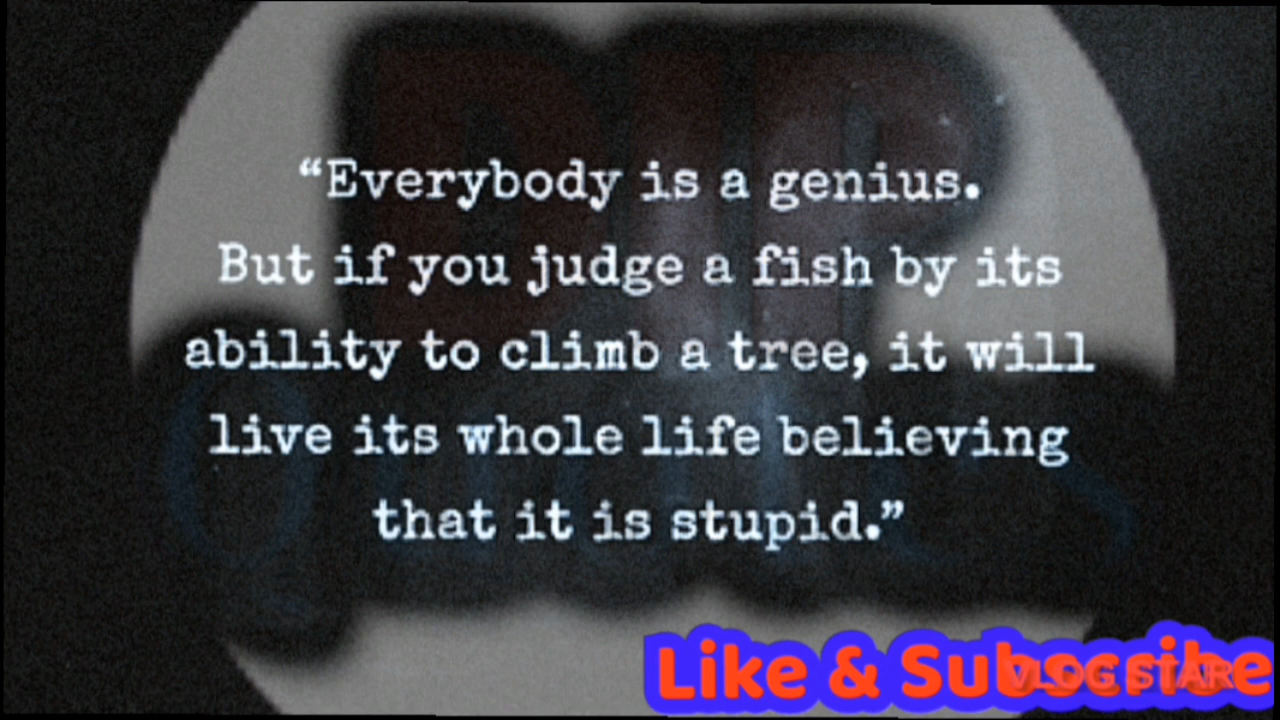 “Everybody is a genius.
But if you judge a fish by its
ability to climb a tree, it will
live its whole life believing
that it is stupid.”
Like & Subscribe
VLOG STAR